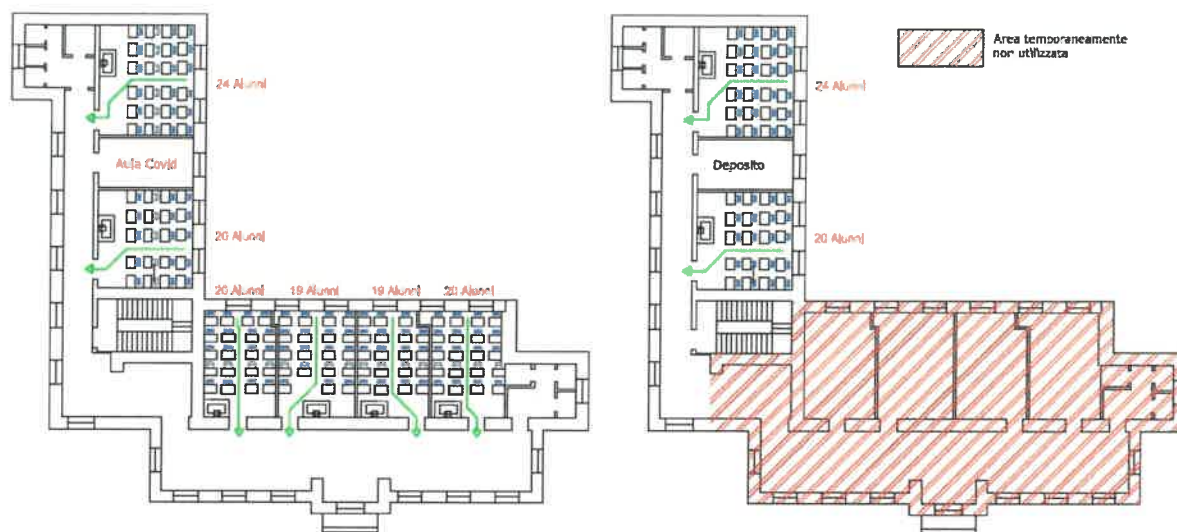 24 Alunni
Aula Covid
20 Alunni
20 Alunni
19 Alunni
19 Alunni
20 Alunni
Area temporaneamente
non utilizzata
24 Alunni
Deposito
20 Alunni